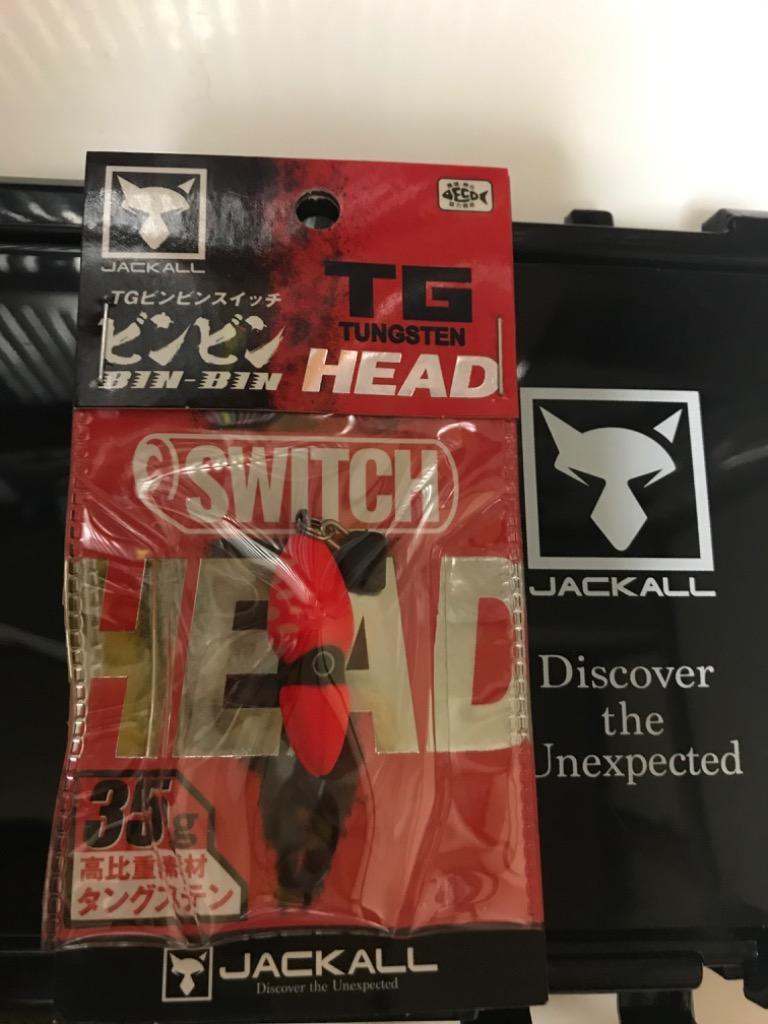 JACKALL
TGビンビンスイッチ
ビンビン
BIN-BIN
TG
TUNGSTEN
HEAD
ECO
SWITCH
HEAD
35g
高比重素材
タングステン
JACKALL
Discover the Unexpected
JACKALL
Discover
the
Unexpected